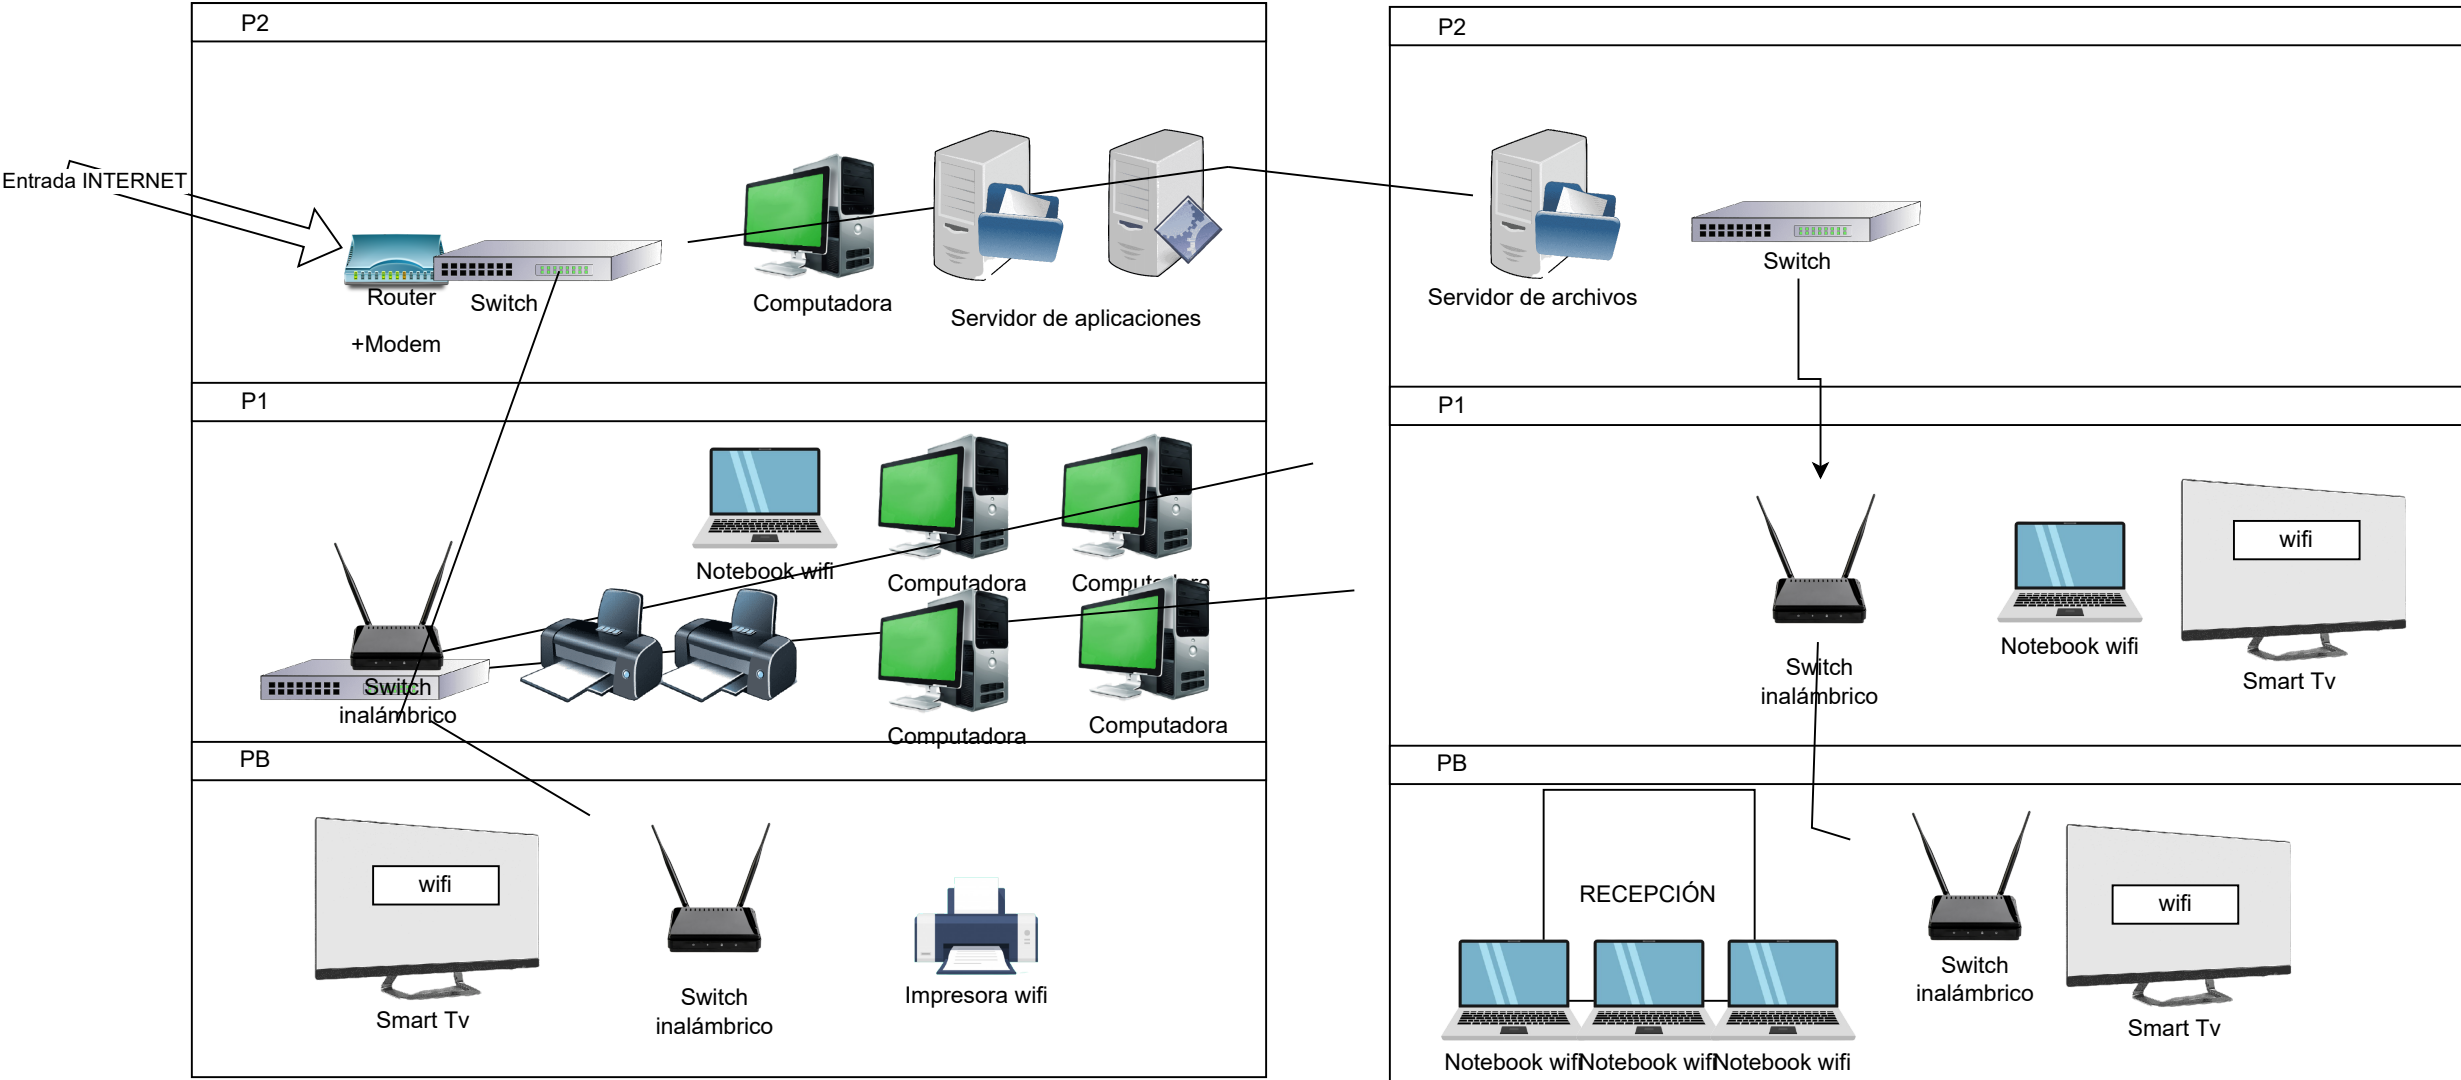 P2
Entrada INTERNET
Router
+Modem
Switch
Computadora
Servidor de aplicaciones
P1
Notebook wifi
Computadora
Computadora
Switch
inalámbrico
Computadora
Computadora
PB
wifi
Smart Tv
Switch
inalámbrico
Impresora wifi
P2
Servidor de archivos
Switch
P1
Switch
inalámbrico
Notebook wifi
wifi
Smart Tv
PB
RECEPCIÓN
Notebook wifi
Notebook wifi
Notebook wifi
Switch
inalámbrico
wifi
Smart Tv